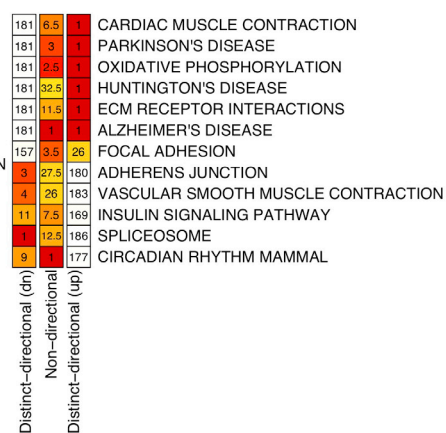 181 6.5 1 CARDIAC MUSCLE CONTRACTION
181 3 1 PARKINSON'S DISEASE
181 2.5 1 OXIDATIVE PHOSPHORYLATION
181 32.5 1 HUNTINGTON'S DISEASE
181 11.5 1 ECM RECEPTOR INTERACTIONS
181 1 1 ALZHEIMER'S DISEASE
157 3.5 26 FOCAL ADHESION
N
3 27.5 180 ADHERENS JUNCTION
4 26 183 VASCULAR SMOOTH MUSCLE CONTRACTION
11 7.5 169 INSULIN SIGNALING PATHWAY
1 12.5 186 SPLICEOSOME
9 1 177 CIRCADIAN RHYTHM MAMMAL
Distinct-directional (dn)
Non-directional
Distinct-directional (up)